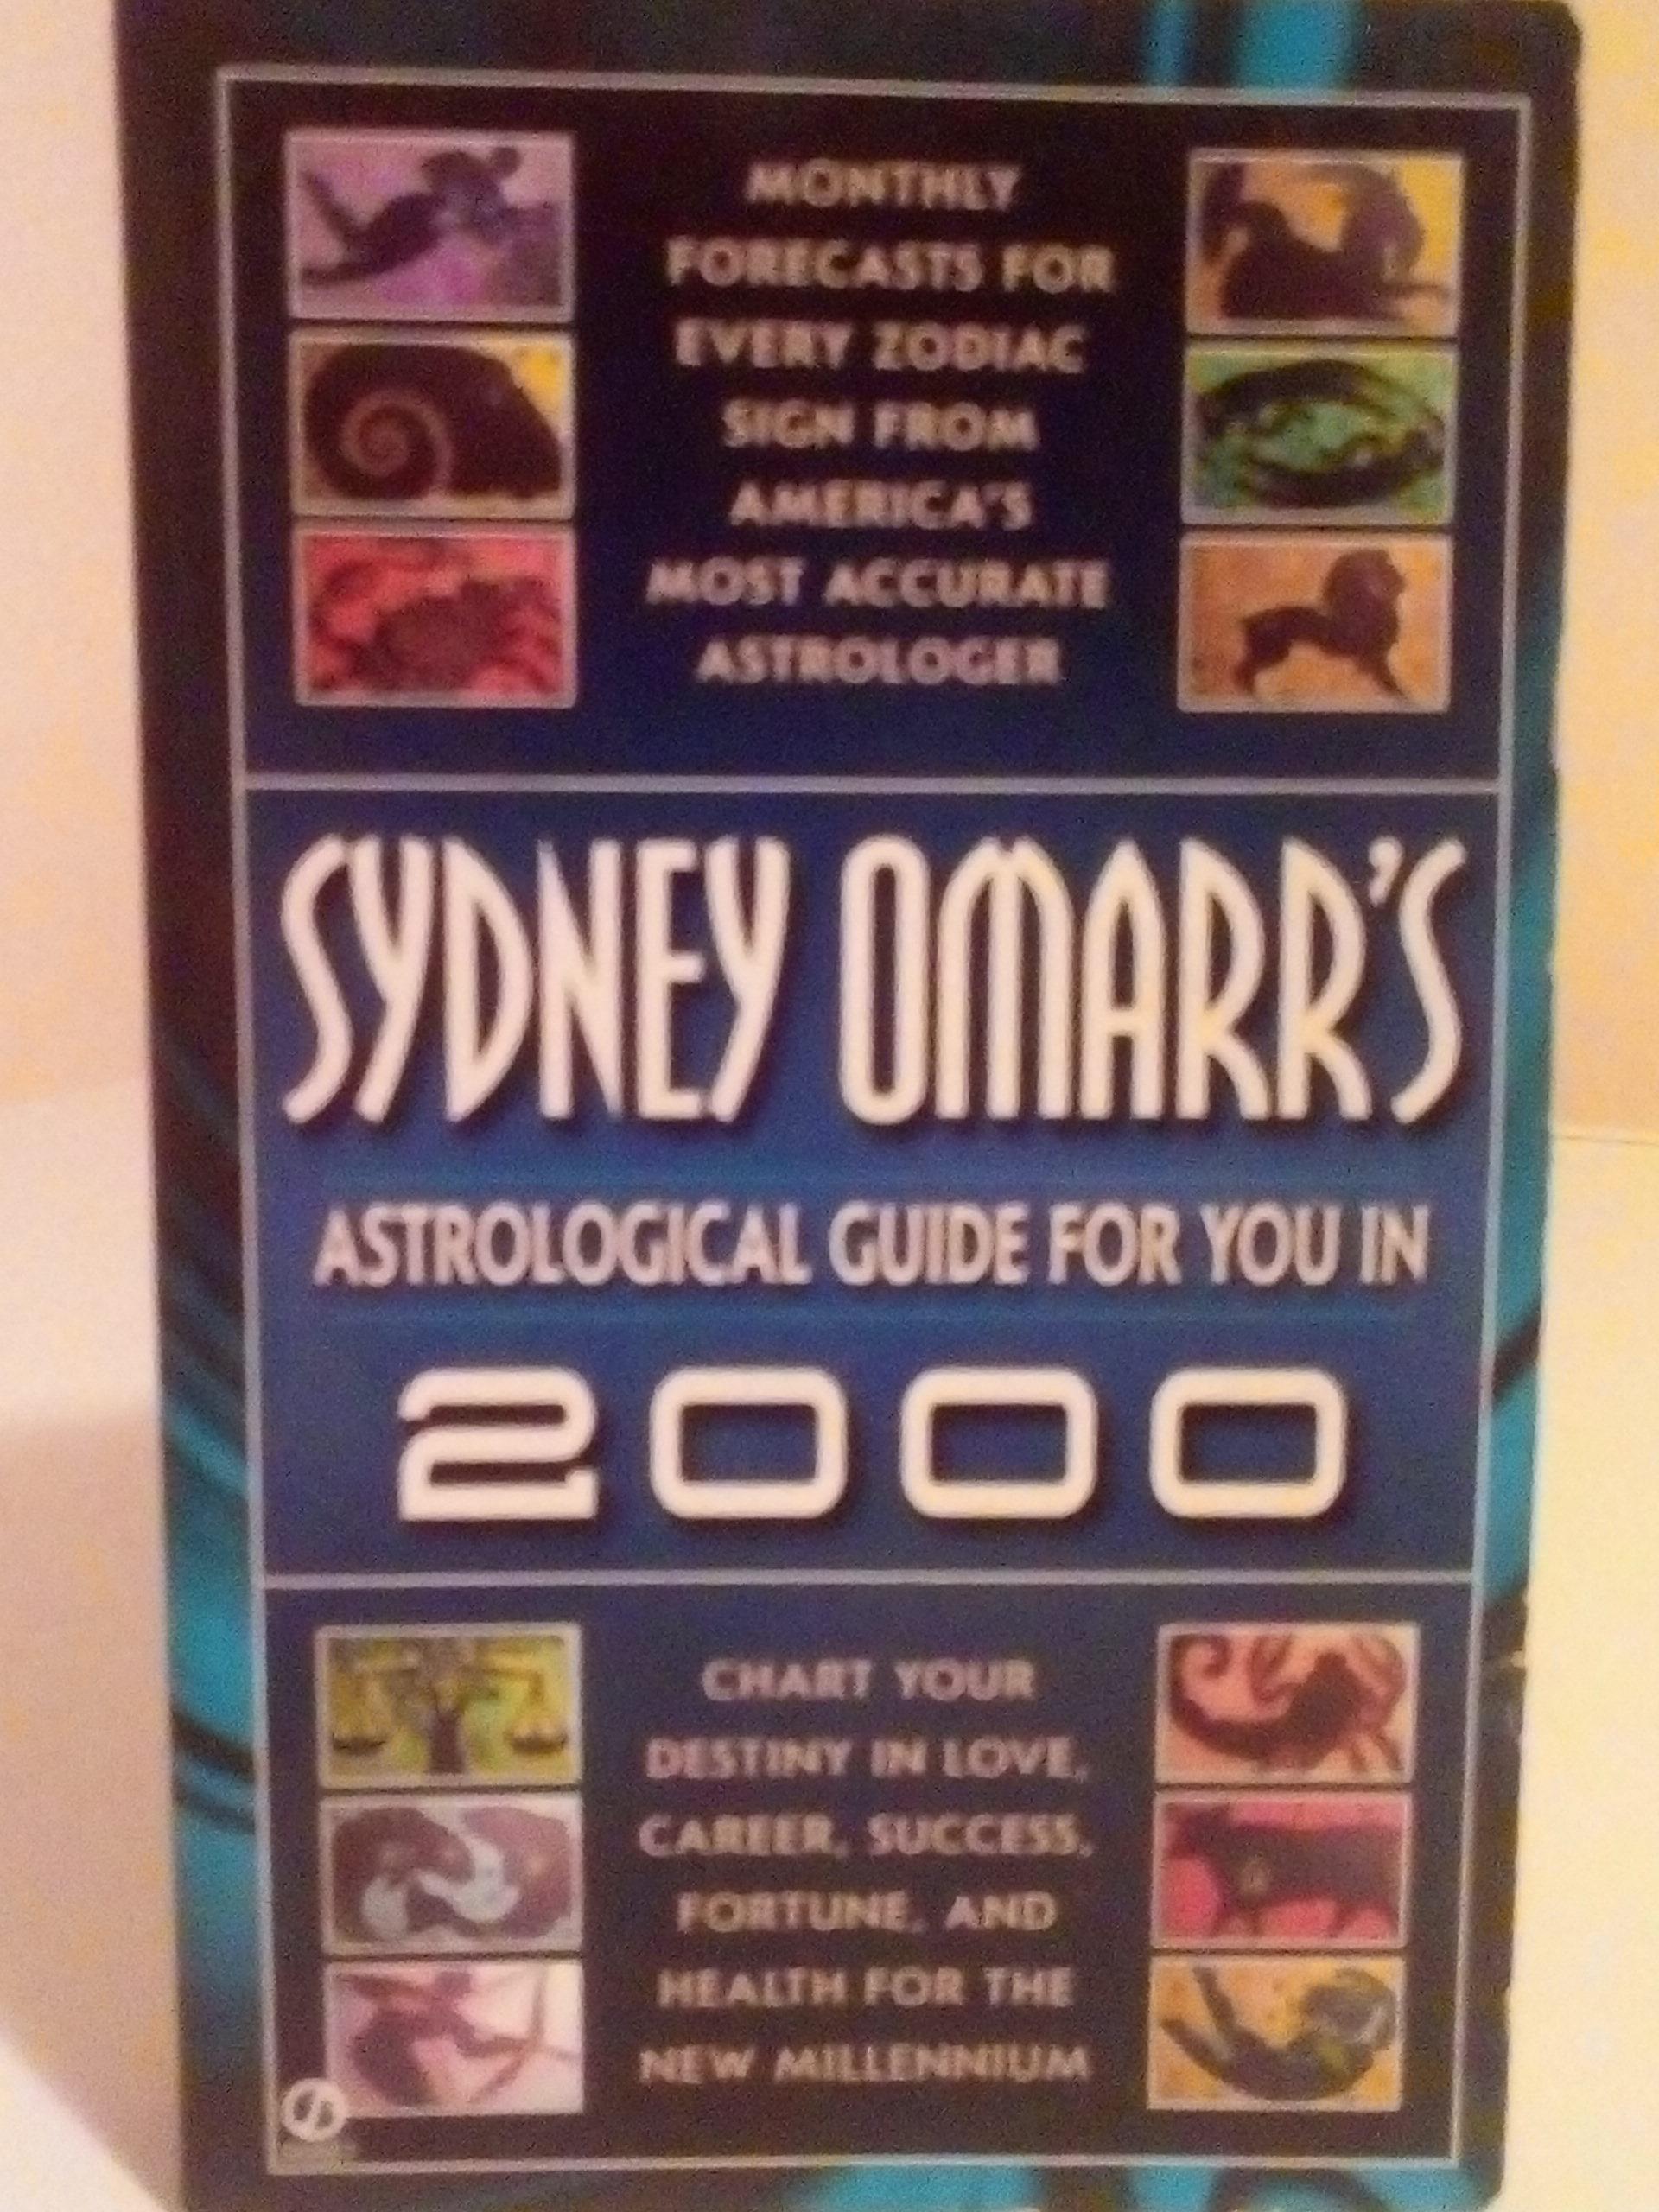 MONTHLY
FORECASTS FOR
EVERY ZODIAC
SIGN FROM
AMERICA'S
MOST ACCURATE
ASTROLOGER
SYDNEY OMARR'S
ASTROLOGICAL GUIDE FOR YOU IN
2000
CHART YOUR
DESTINY IN LOVE,
CAREER, SUCCESS,
FORTUNE, AND
HEALTH FOR THE
NEW MILLENNIUM